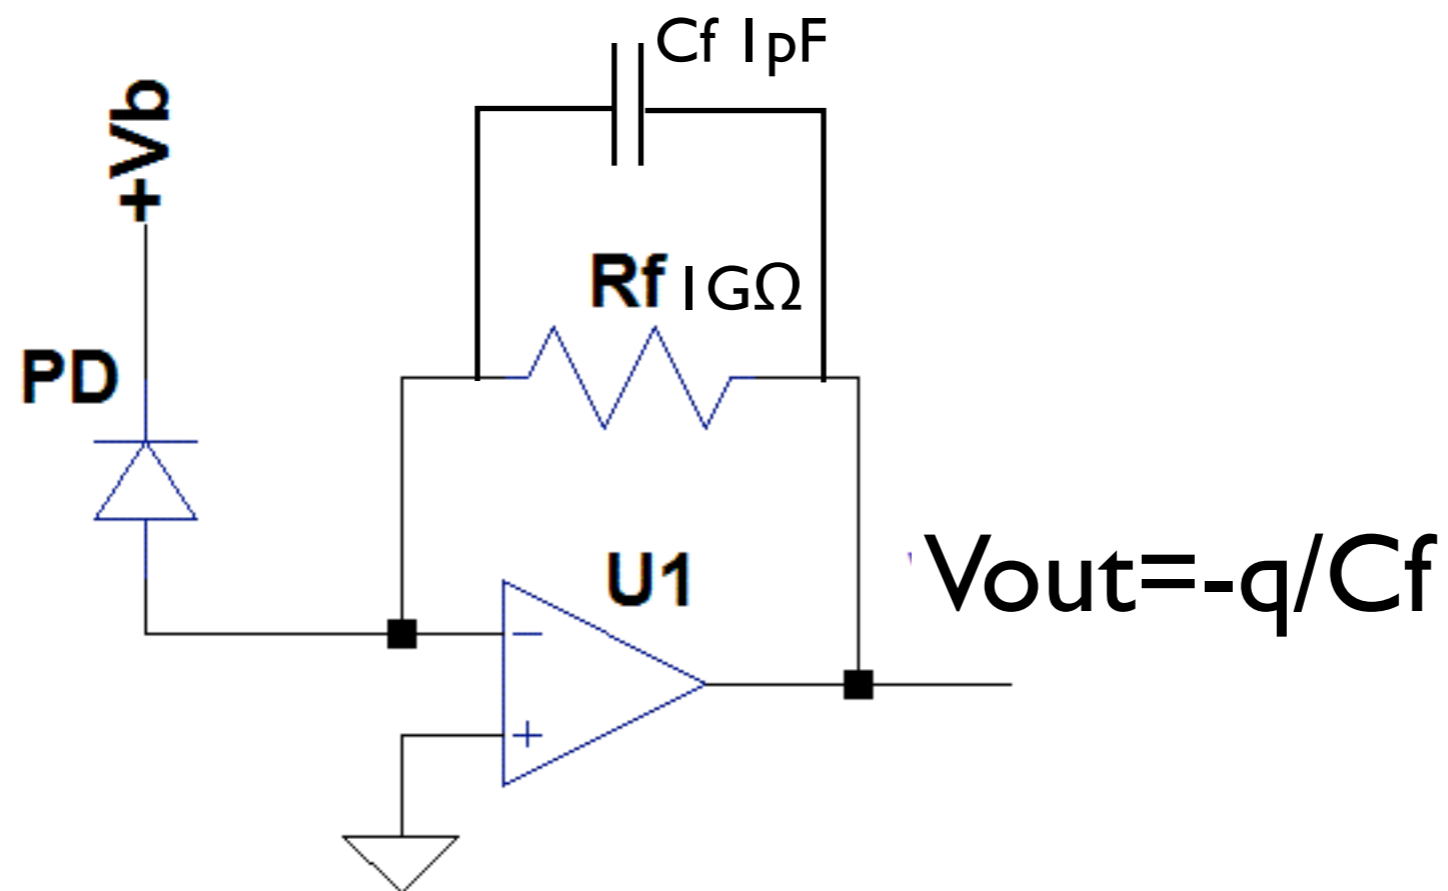 Cf 1pF
+Vb
Rf 1GΩ
PD
U1
Vout=-q/Cf
−
+